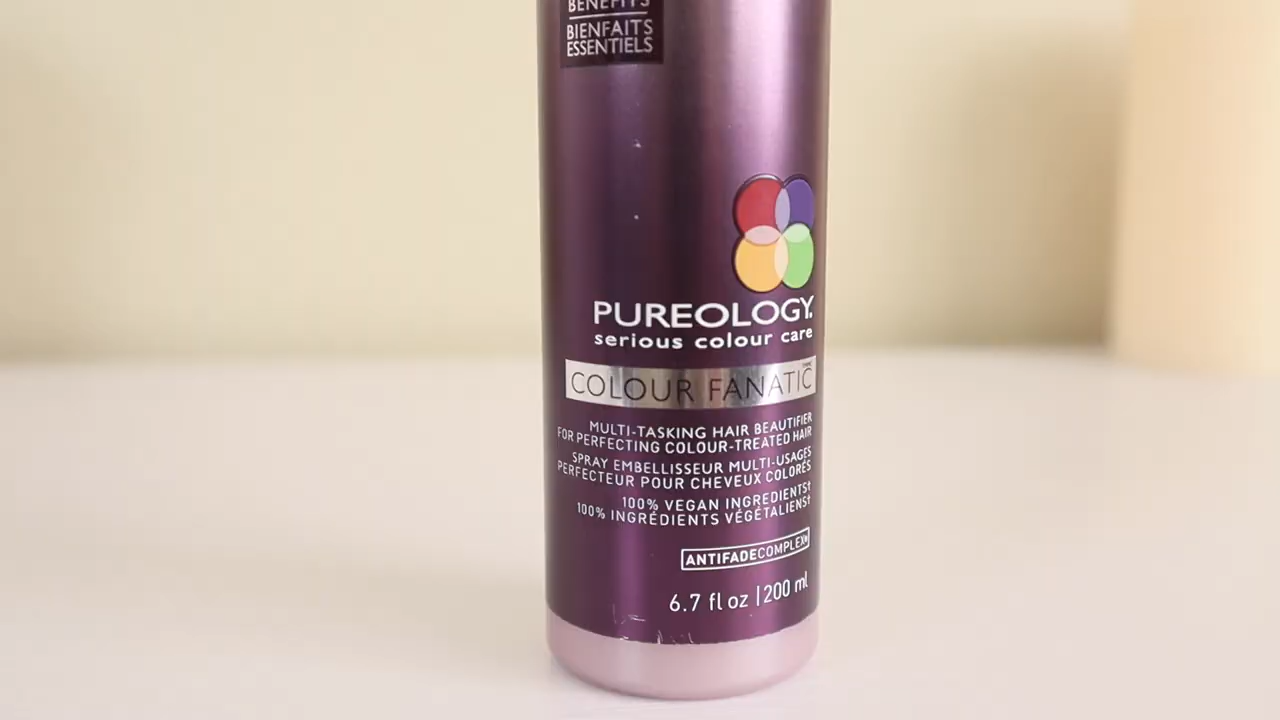 BENEFITS
BIENFAITS
ESSENTIELS
PUREOLOGY.
serious colour care
COLOUR FANATIC™
MULTI-TASKING HAIR BEAUTIFIER
FOR PERFECTING COLOUR-TREATED HAIR
SPRAY EMBELLISSEUR MULTI-USAGES
PERFECTEUR POUR CHEVEUX COLORÉS
100% VEGAN INGREDIENTS†
100% INGRÉDIENTS VÉGÉTALIENS†
ANTIFADECOMPLEX®
6.7 fl oz | 200 ml